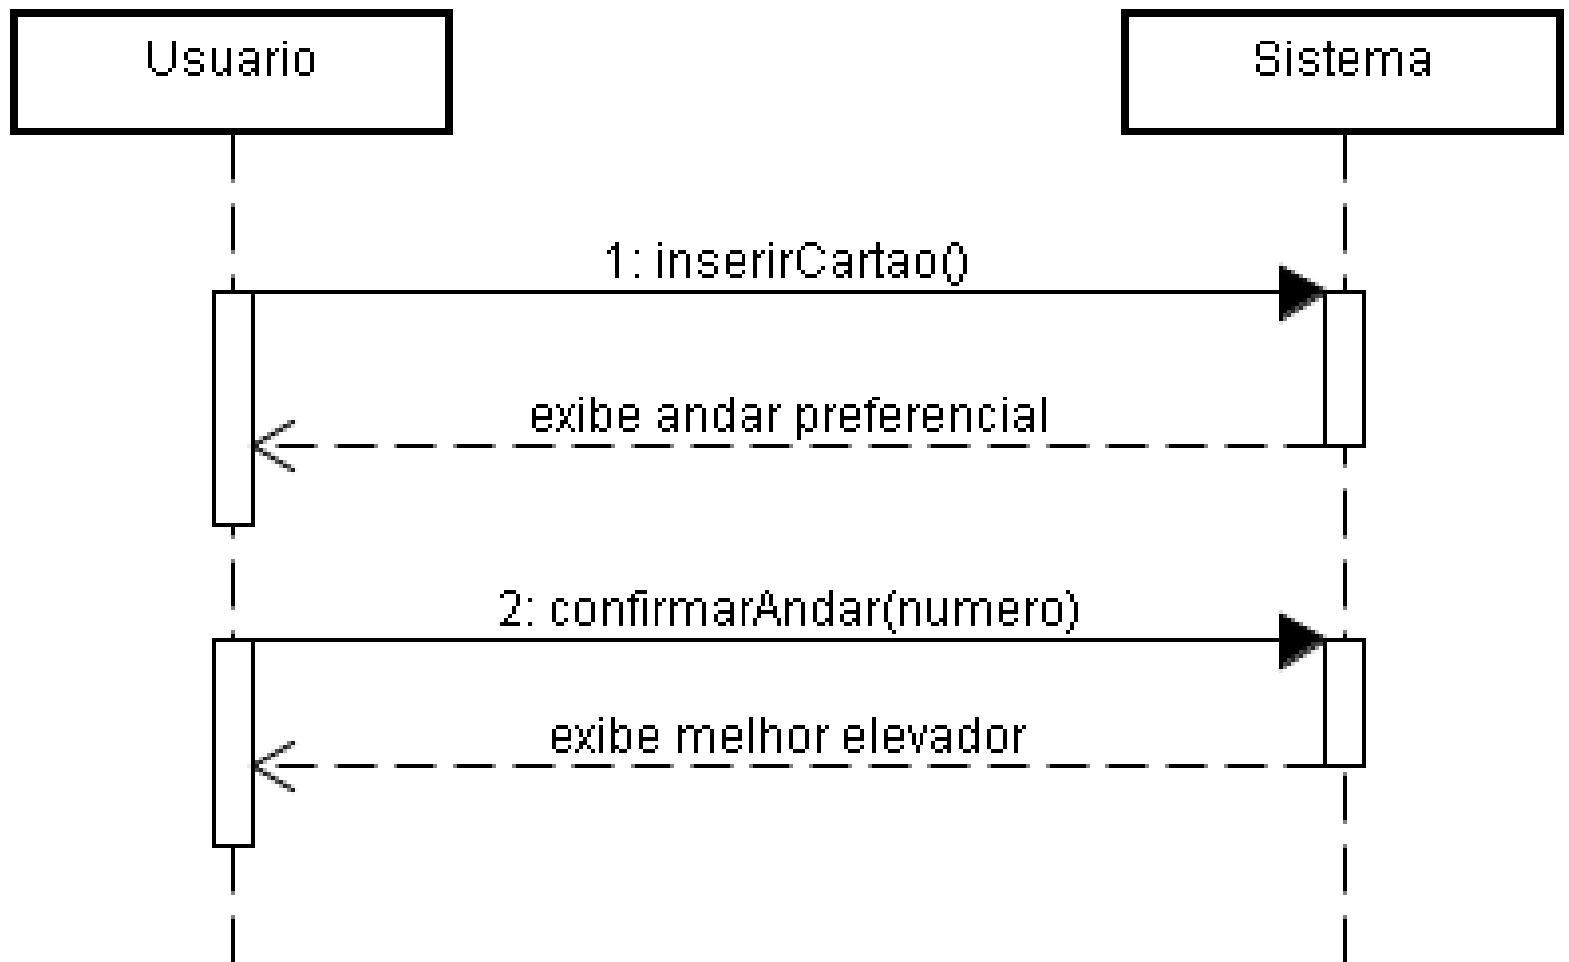 Usuario
Sistema
1: inserirCartao()
exibe andar preferencial
2: confirmarAndar(numero)
exibe melhor elevador